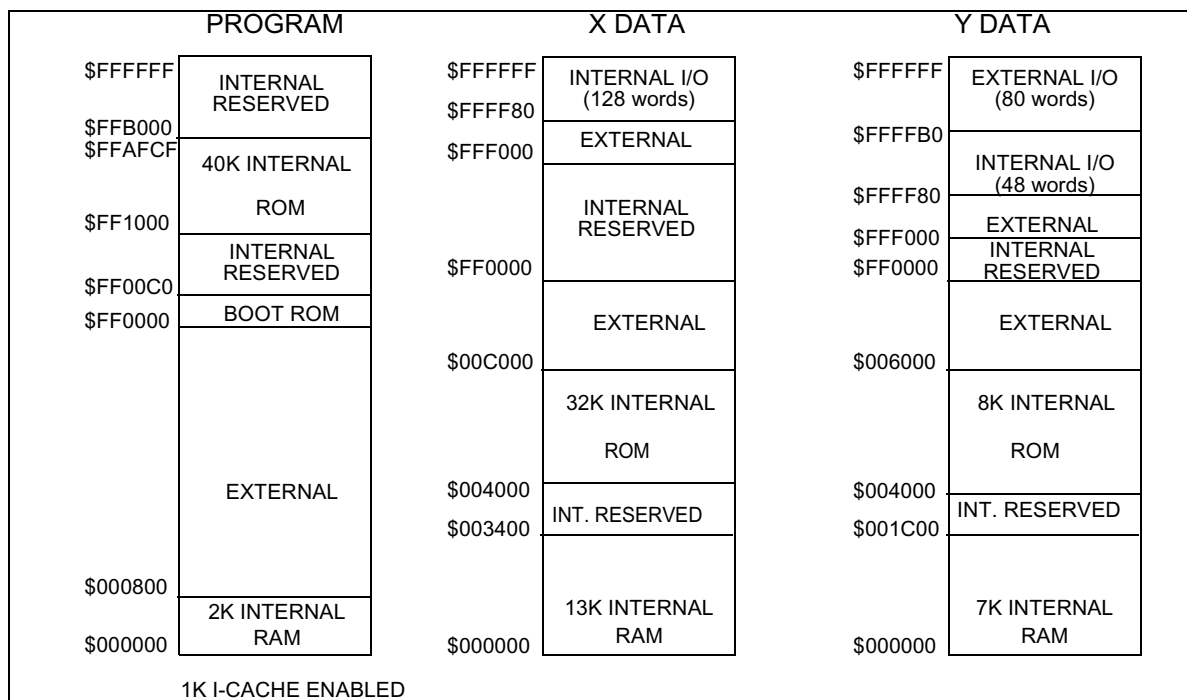 PROGRAM
$FFFFFF
INTERNAL
RESERVED
$FFB000
$FFAFCF
40K INTERNAL
ROM
$FF1000
INTERNAL
RESERVED
$FF00C0
BOOT ROM
$FF0000
EXTERNAL
$000800
2K INTERNAL
RAM
$000000
1K I-CACHE ENABLED
X DATA
$FFFFFF
INTERNAL I/O
(128 words)
$FFFF80
EXTERNAL
$FFF000
INTERNAL
RESERVED
$FF0000
EXTERNAL
$00C000
32K INTERNAL
ROM
$004000
INT. RESERVED
$003400
13K INTERNAL
RAM
$000000
Y DATA
$FFFFFF
EXTERNAL I/O
(80 words)
$FFFFB0
INTERNAL I/O
(48 words)
$FFFF80
EXTERNAL
$FFF000
INTERNAL
RESERVED
$FF0000
EXTERNAL
$006000
8K INTERNAL
ROM
$004000
INT. RESERVED
$001C00
7K INTERNAL
RAM
$000000